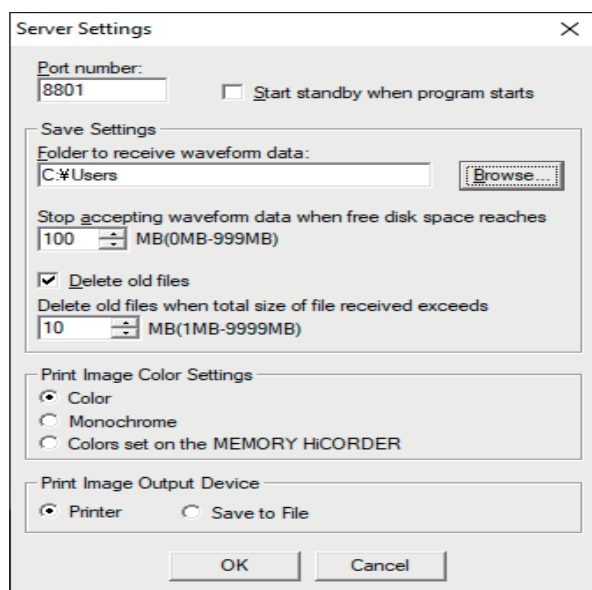 Server Settings
Port number:
8801
Start standby when program starts
Save Settings
Folder to receive waveform data:
C:¥Users
Browse...
Stop accepting waveform data when free disk space reaches
100 MB(0MB-999MB)
Delete old files
Delete old files when total size of file received exceeds
10 MB(1MB-9999MB)
Print Image Color Settings
Color
Monochrome
Colors set on the MEMORY HiCORDER
Print Image Output Device
Printer Save to File
OK Cancel